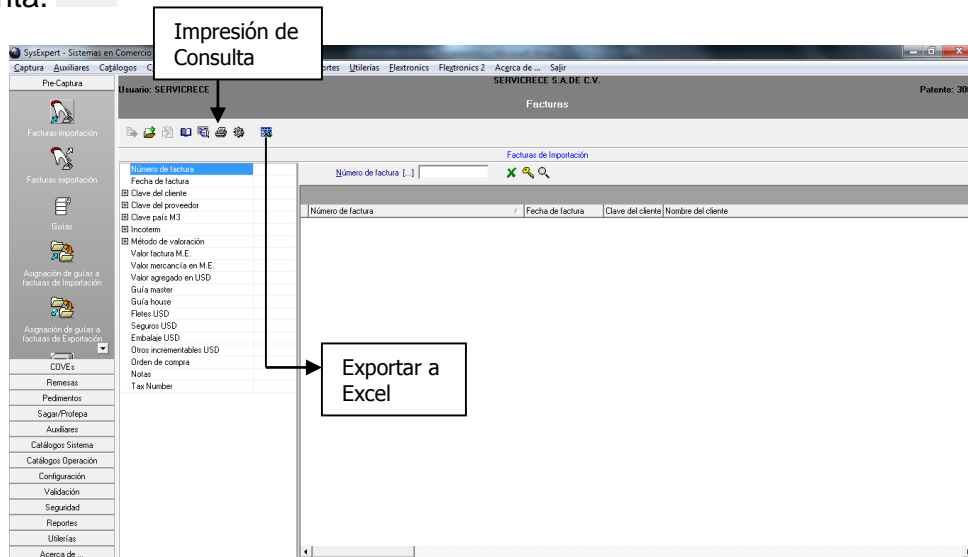 nta:
Impresión de
Consulta
SysExpert - Sistemas en Comercio
Captura Auxiliares Catálogos C ortes Utilerías Flextronics Flextronics 2 Acerca de ... Salir
Pre-Captura
Usuario: SERVICRECE
SERVICRECE S.A.DE C.V.
Patente: 30
Facturas
Facturas importación
Facturas de Importación
Número de factura
Número de factura [...]
Fecha de factura
Facturas exportación
Clave del cliente
Clave del proveedor
Clave país M3
Número de factura Fecha de factura Clave del cliente Nombre del cliente
Incoterm
Guías
Método de valoración
Valor factura M.E.
Valor mercancía en M.E.
Asignación de guías a
facturas de Importación
Valor agregado en USD
Guía master
Guía house
Fletes USD
Seguros USD
Asignación de guías a
facturas de Exportación
Embalaje USD
Otros incrementables USD
Orden de compra
Notas
Tax Number
Exportar a
Excel
COVEs
Remesas
Pedimentos
Sagar/Profepa
Auxiliares
Catálogos Sistema
Catálogos Operación
Configuración
Validación
Seguridad
Reportes
Utilerías
Acerca de ...